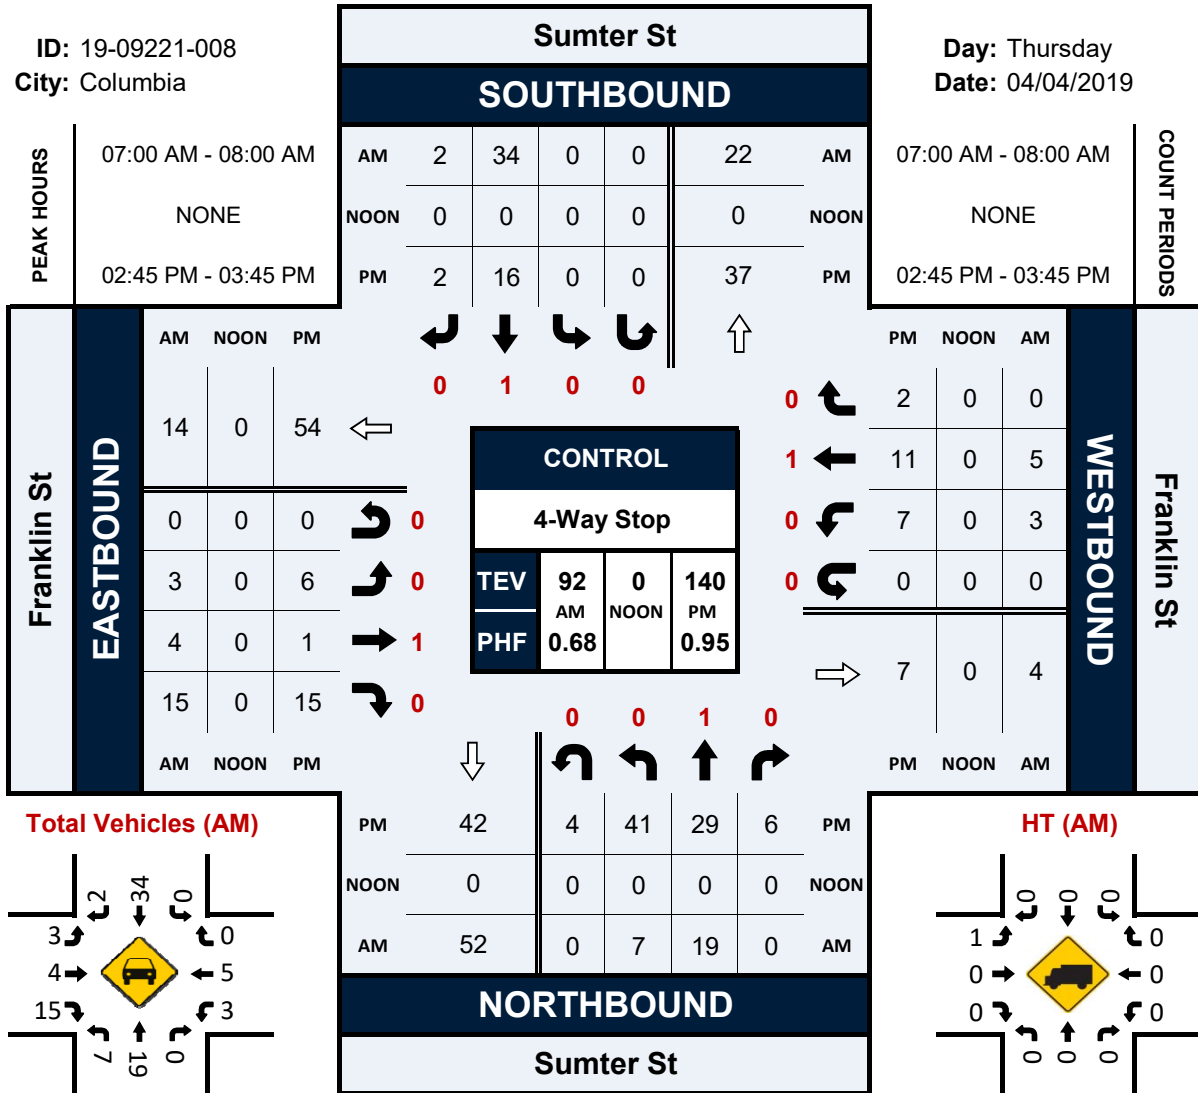 ID: 19-09221-008
City: Columbia
Sumter St
SOUTHBOUND
Day: Thursday
Date: 04/04/2019
PEAK HOURS
07:00 AM - 08:00 AM
NONE
02:45 PM - 03:45 PM
AM 2 34 0 0 22 AM
NOON 0 0 0 0 0 NOON
PM 2 16 0 0 37 PM
07:00 AM - 08:00 AM
NONE
02:45 PM - 03:45 PM
COUNT PERIODS
0 1 0 0
Franklin St
EASTBOUND
AM NOON PM
14 0 54
0 0 0 0
3 0 6 0
4 0 1 1
15 0 15 0
AM NOON PM
CONTROL
4-Way Stop
TEV 92 0 140
AM NOON PM
PHF 0.68 0.95
PM NOON AM
0 2 0 0
1 11 0 5
0 7 0 3
0 0 0 0
7 0 4
PM NOON AM
WESTBOUND
Franklin St
0 0 1 0
PM 42 4 41 29 6 PM
NOON 0 0 0 0 0 NOON
AM 52 0 7 19 0 AM
NORTHBOUND
Sumter St
Total Vehicles (AM)
2 34 0
3 0
4 5
15 3
7 19 0
HT (AM)
0 0 0
1 0
0 0
0 0
0 0 0